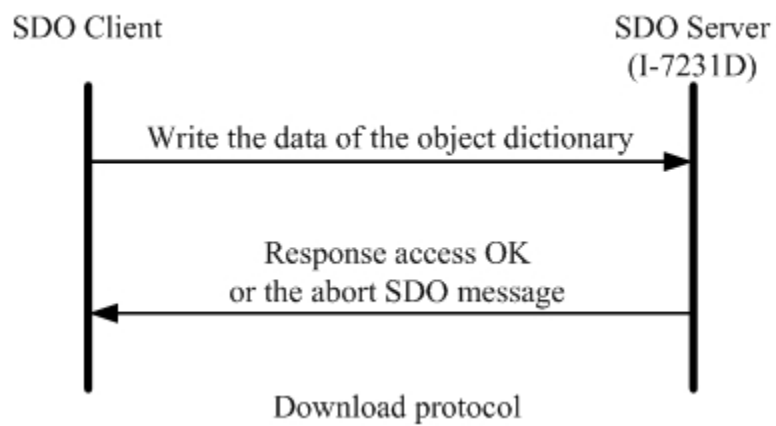 SDO Client
SDO Server
(I-7231D)
Write the data of the object dictionary
Response access OK
or the abort SDO message
Download protocol